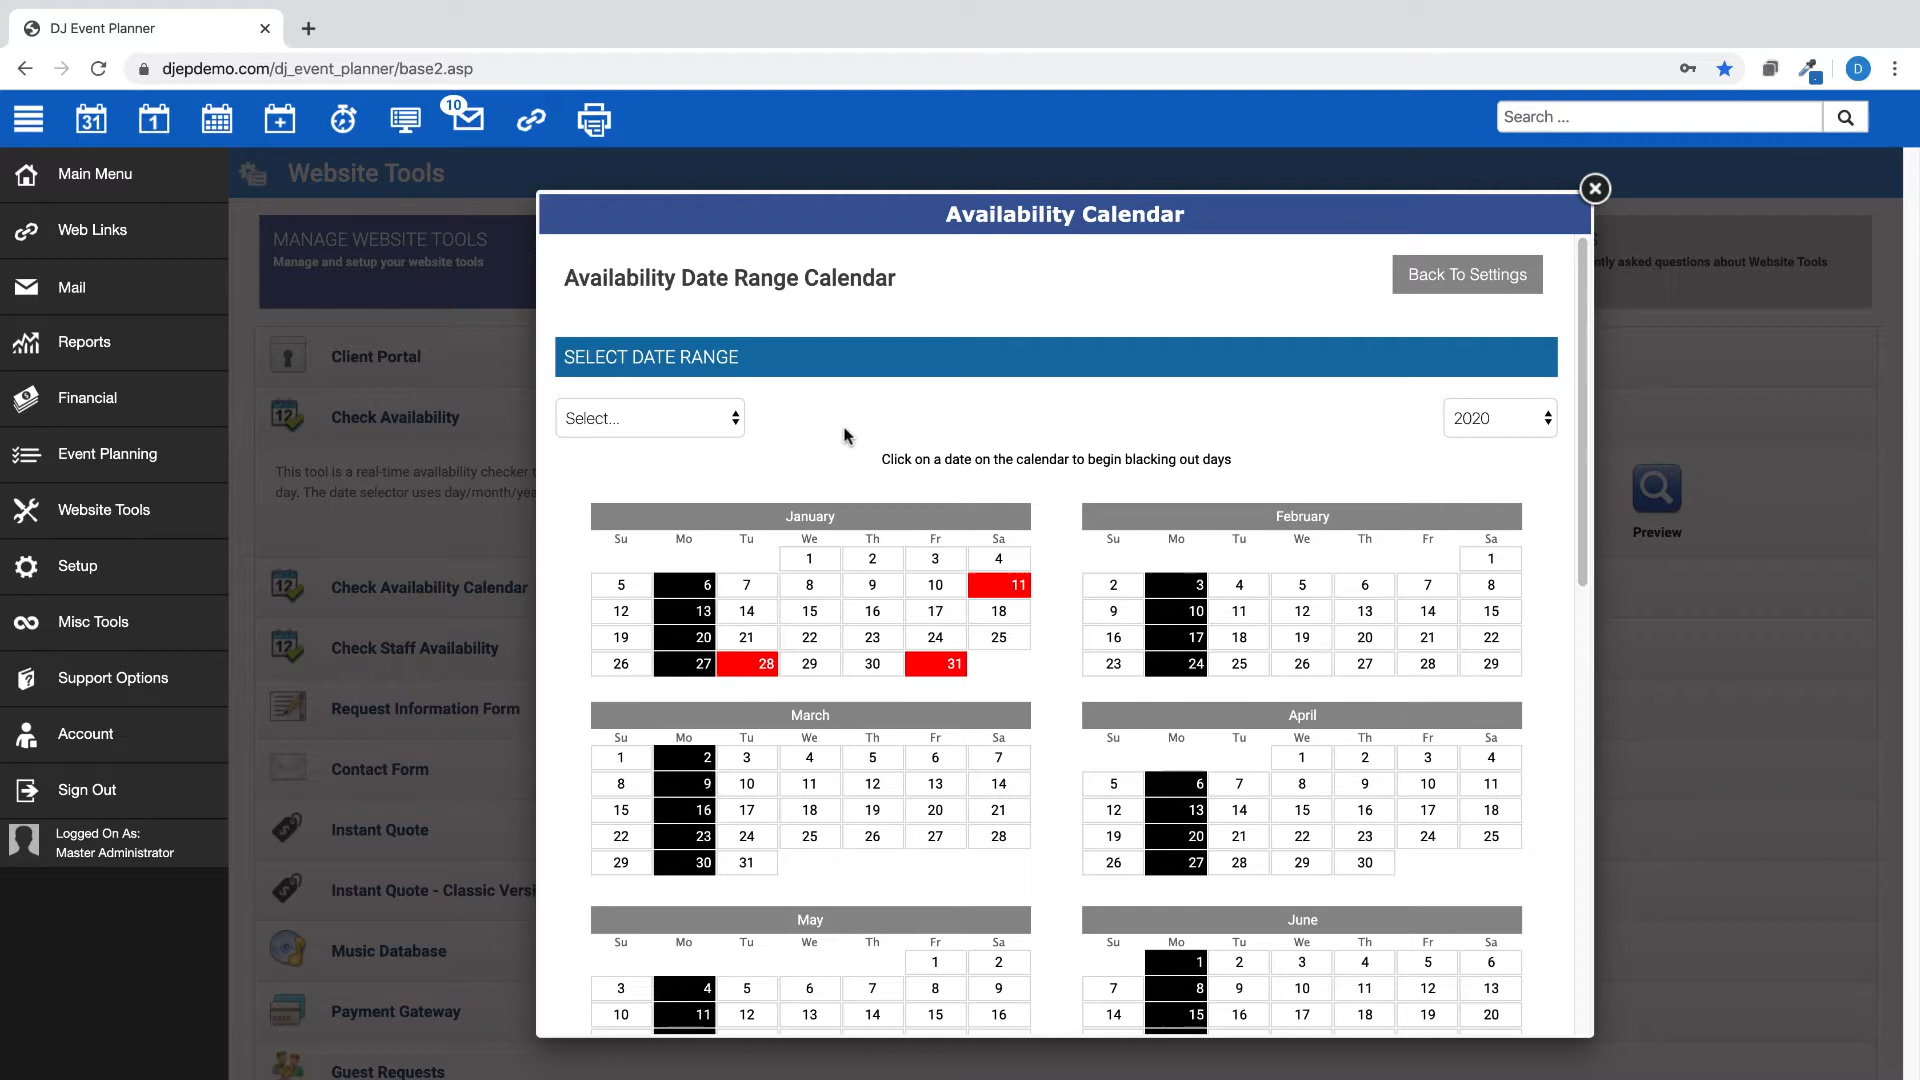 DJ Event Planner
djepdemo.com/dj_event_planner/base2.asp
D
31
1
10
Search ...
Main Menu
Web Links
Mail
Reports
Financial
Event Planning
Website Tools
Setup
Misc Tools
Support Options
Account
Sign Out
Logged On As:
Master Administrator
Website Tools
MANAGE WEBSITE TOOLS
Manage and setup your website tools
ntly asked questions about Website Tools
Client Portal
12
Check Availability
This tool is a real-time availability checker
day. The date selector uses day/month/yea
Preview
12
Check Availability Calendar
12
Check Staff Availability
Request Information Form
Contact Form
Instant Quote
Instant Quote - Classic Versi
Music Database
Payment Gateway
Guest Requests
Availability Calendar
Availability Date Range Calendar
Back To Settings
SELECT DATE RANGE
Select...
2020
Click on a date on the calendar to begin blacking out days
January
Su Mo Tu We Th Fr Sa
1 2 3 4
5 6 7 8 9 10 11
12 13 14 15 16 17 18
19 20 21 22 23 24 25
26 27 28 29 30 31
February
Su Mo Tu We Th Fr Sa
1
2 3 4 5 6 7 8
9 10 11 12 13 14 15
16 17 18 19 20 21 22
23 24 25 26 27 28 29
March
Su Mo Tu We Th Fr Sa
1 2 3 4 5 6 7
8 9 10 11 12 13 14
15 16 17 18 19 20 21
22 23 24 25 26 27 28
29 30 31
April
Su Mo Tu We Th Fr Sa
1 2 3 4
5 6 7 8 9 10 11
12 13 14 15 16 17 18
19 20 21 22 23 24 25
26 27 28 29 30
May
Su Mo Tu We Th Fr Sa
1 2
3 4 5 6 7 8 9
10 11 12 13 14 15 16
June
Su Mo Tu We Th Fr Sa
1 2 3 4 5 6
7 8 9 10 11 12 13
14 15 16 17 18 19 20